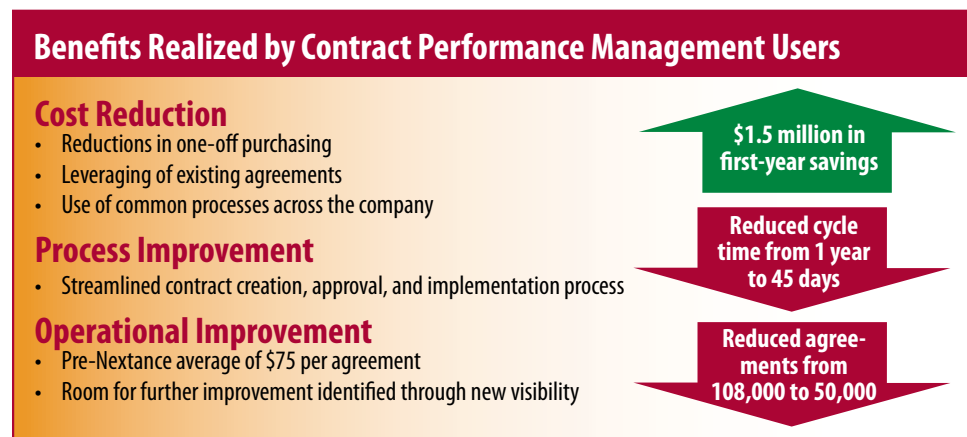 Benefits Realized by Contract Performance Management Users
Cost Reduction
• Reductions in one-off purchasing
• Leveraging of existing agreements
• Use of common processes across the company
$1.5 million in
first-year savings
Process Improvement
• Streamlined contract creation, approval, and implementation process
Reduced cycle
time from 1 year
to 45 days
Operational Improvement
• Pre-Nextance average of $75 per agreement
• Room for further improvement identified through new visibility
Reduced agree-
ments from
108,000 to 50,000